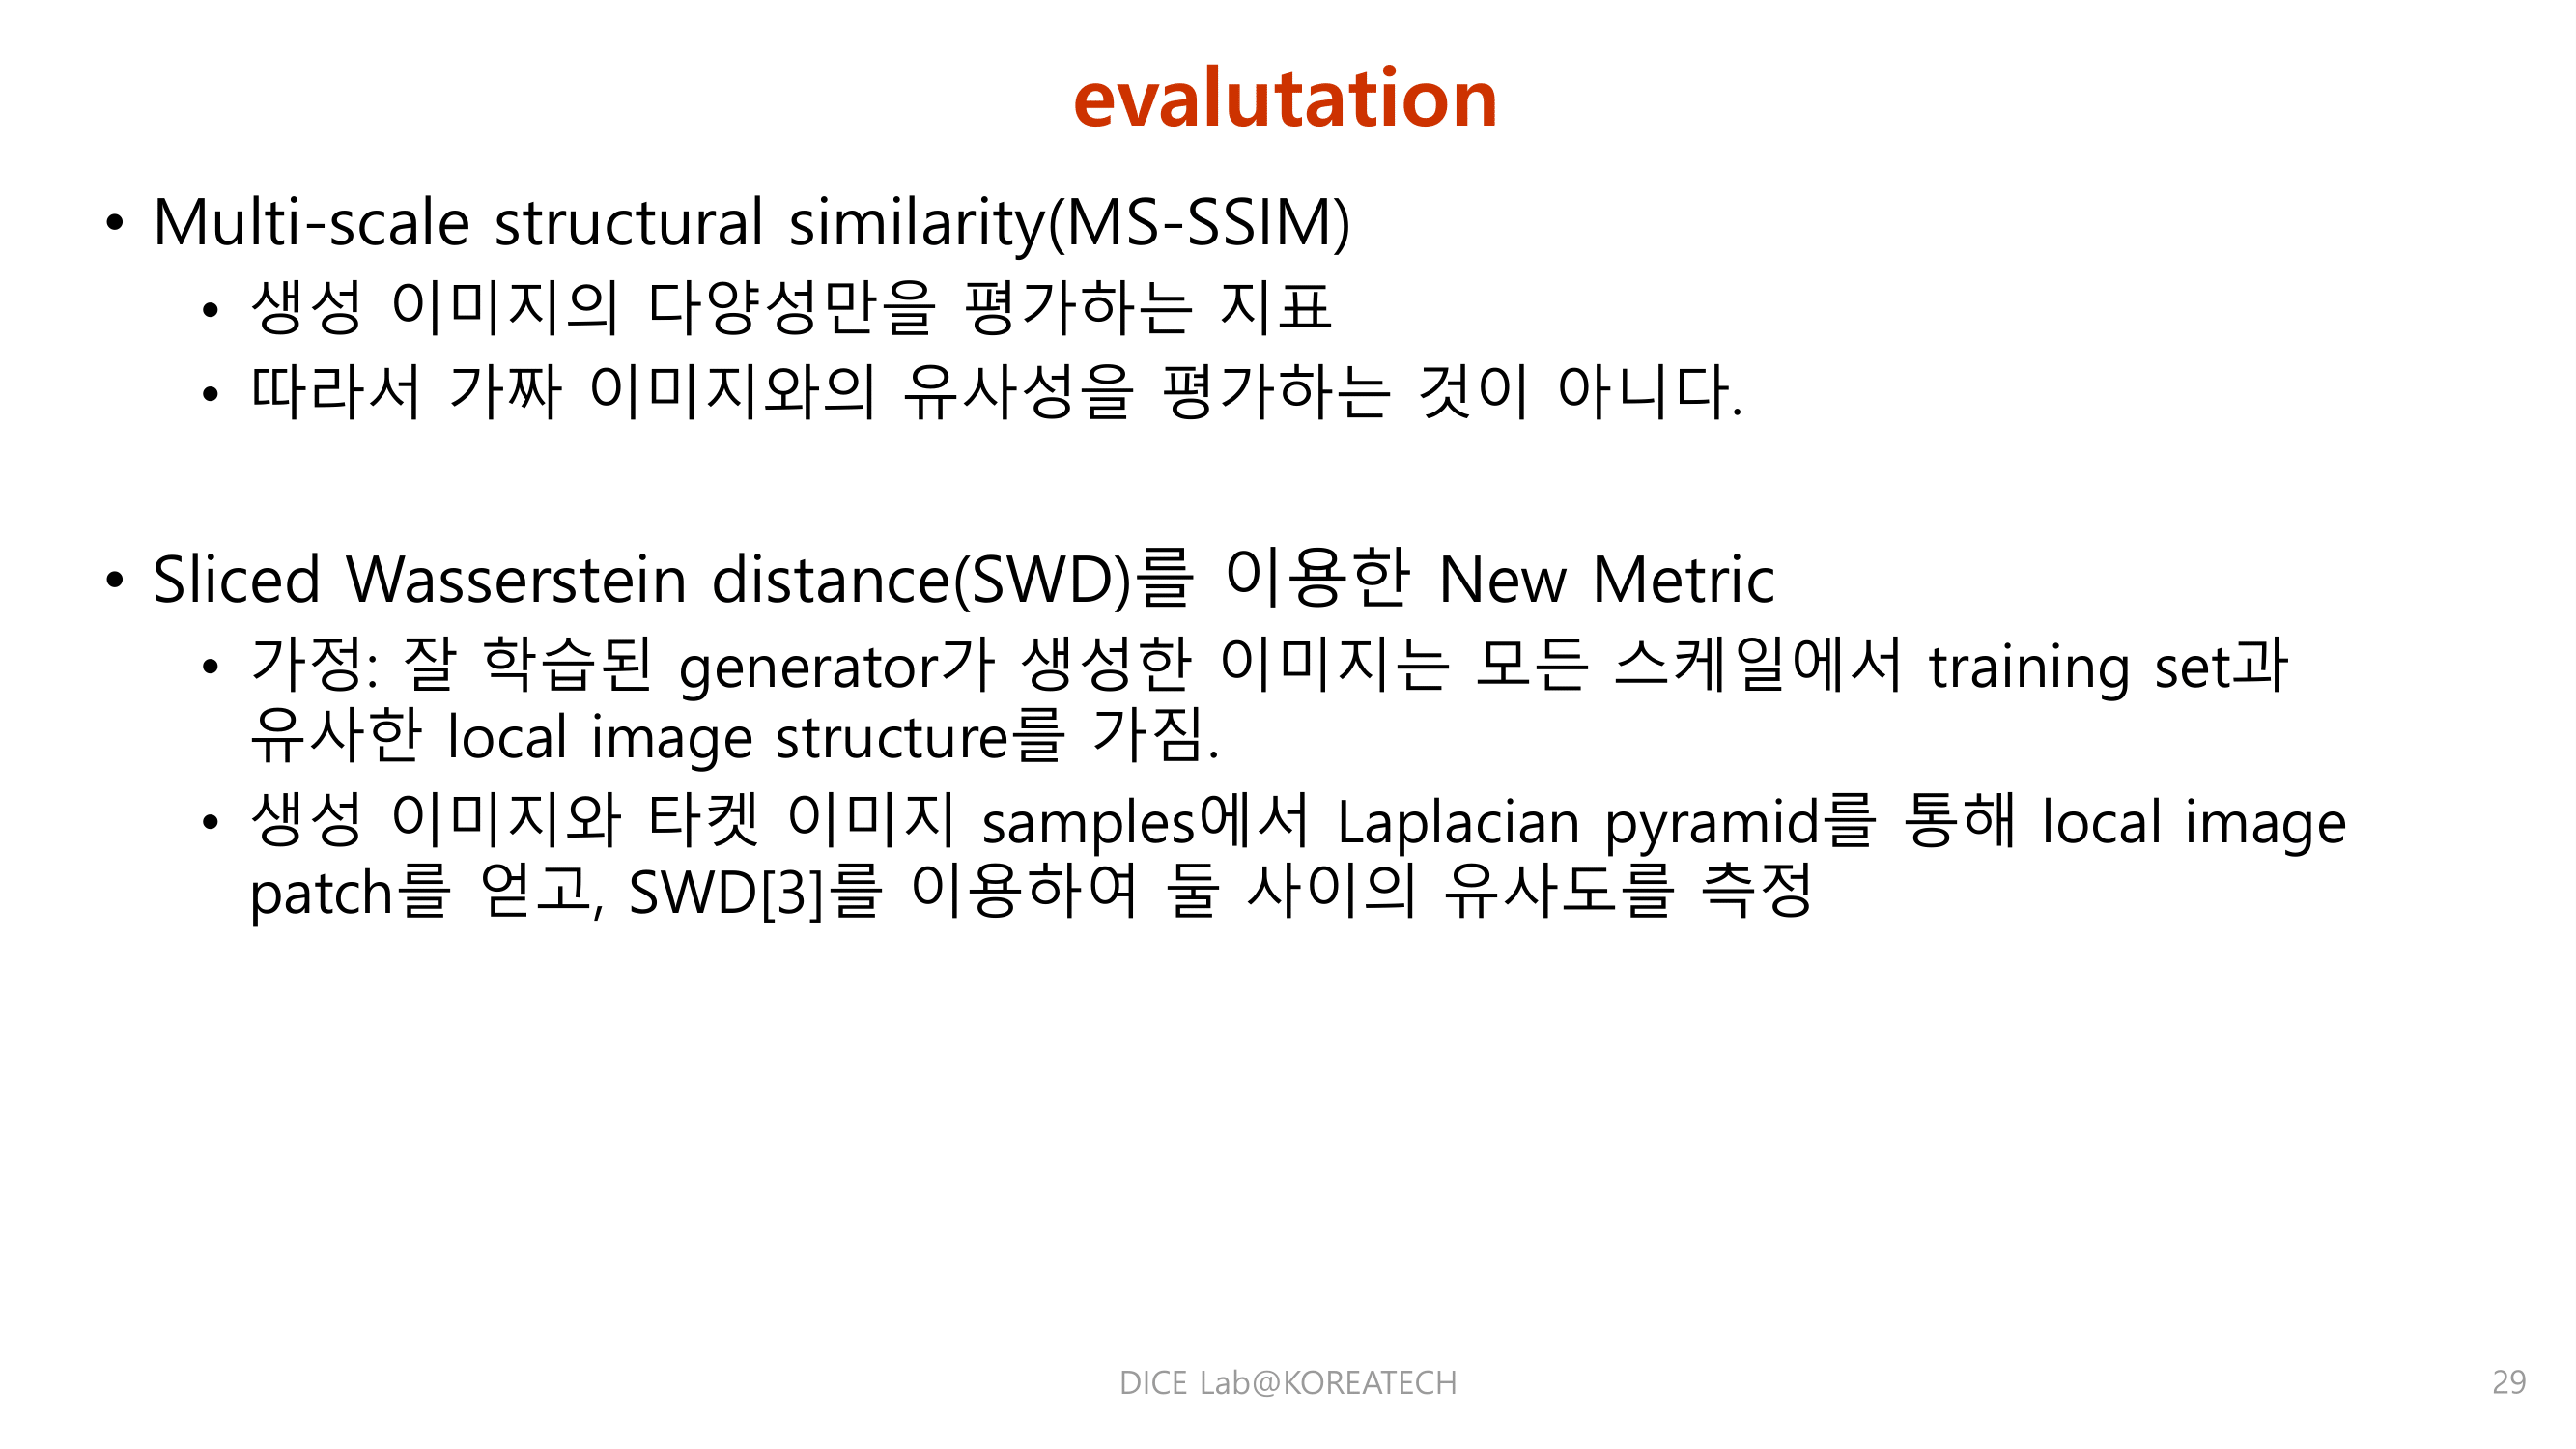 evalutation
• Multi-scale structural similarity(MS-SSIM)
• 생성 이미지의 다양성만을 평가하는 지표
• 따라서 가짜 이미지와의 유사성을 평가하는 것이 아니다.
• Sliced Wasserstein distance(SWD)를 이용한 New Metric
• 가정: 잘 학습된 generator가 생성한 이미지는 모든 스케일에서 training set과
유사한 local image structure를 가짐.
• 생성 이미지와 타켓 이미지 samples에서 Laplacian pyramid를 통해 local image
patch를 얻고, SWD[3]를 이용하여 둘 사이의 유사도를 측정
DICE Lab@KOREATECH
29